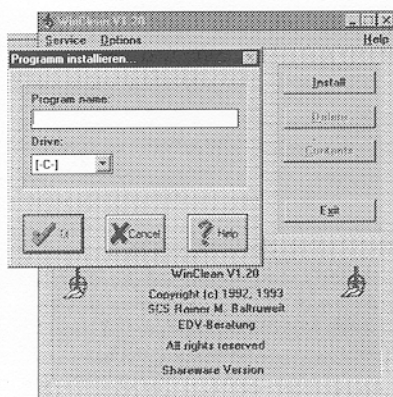 WinClean V1.20
Service Options Help
Programm installieren...
Program name:
Drive:
[-C-]
Cancel
Help
Install
Delete
Contents
Exit
WinClean V1.20
Copyright (c) 1992, 1993
SCS Rainer M. Baltruweit
EDV-Beratung
All rights reserved
Shareware Version